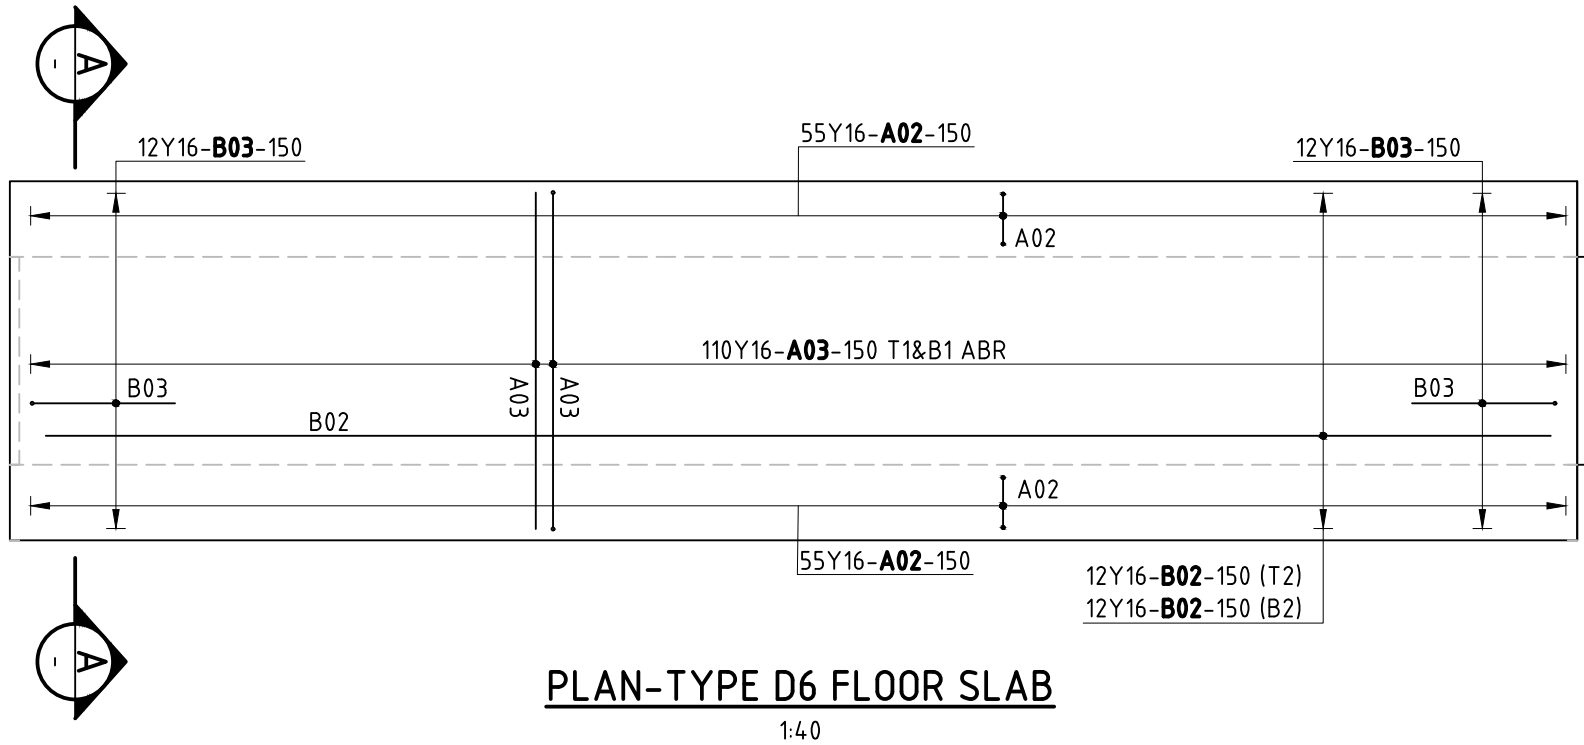 A
-
12Y16-B03-150
55Y16-A02-150
12Y16-B03-150
A02
110Y16-A03-150 T1&B1 ABR
B03
A03
A03
B03
B02
A02
55Y16-A02-150
12Y16-B02-150 (T2)
12Y16-B02-150 (B2)
A
-
PLAN-TYPE D6 FLOOR SLAB
1:40